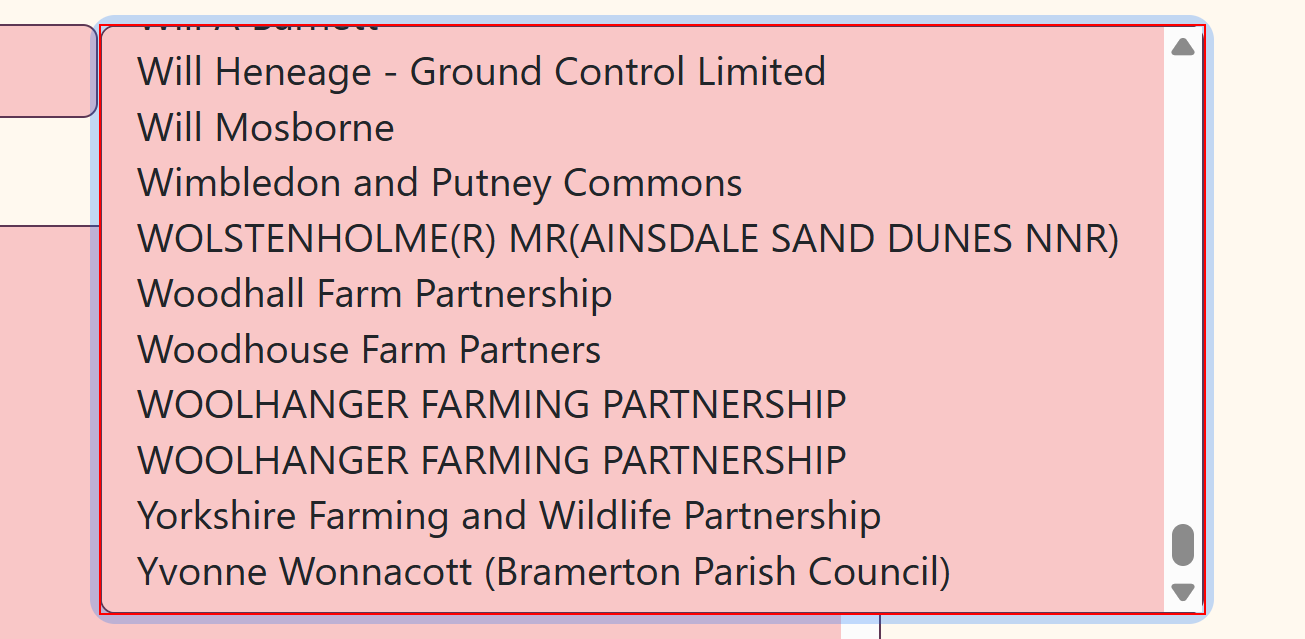 Will A Burnett
Will Heneage - Ground Control Limited
Will Mosborne
Wimbledon and Putney Commons
WOLSTENHOLME(R) MR(AINSDALE SAND DUNES NNR)
Woodhall Farm Partnership
Woodhouse Farm Partners
WOOLHANGER FARMING PARTNERSHIP
WOOLHANGER FARMING PARTNERSHIP
Yorkshire Farming and Wildlife Partnership
Yvonne Wonnacott (Bramerton Parish Council)